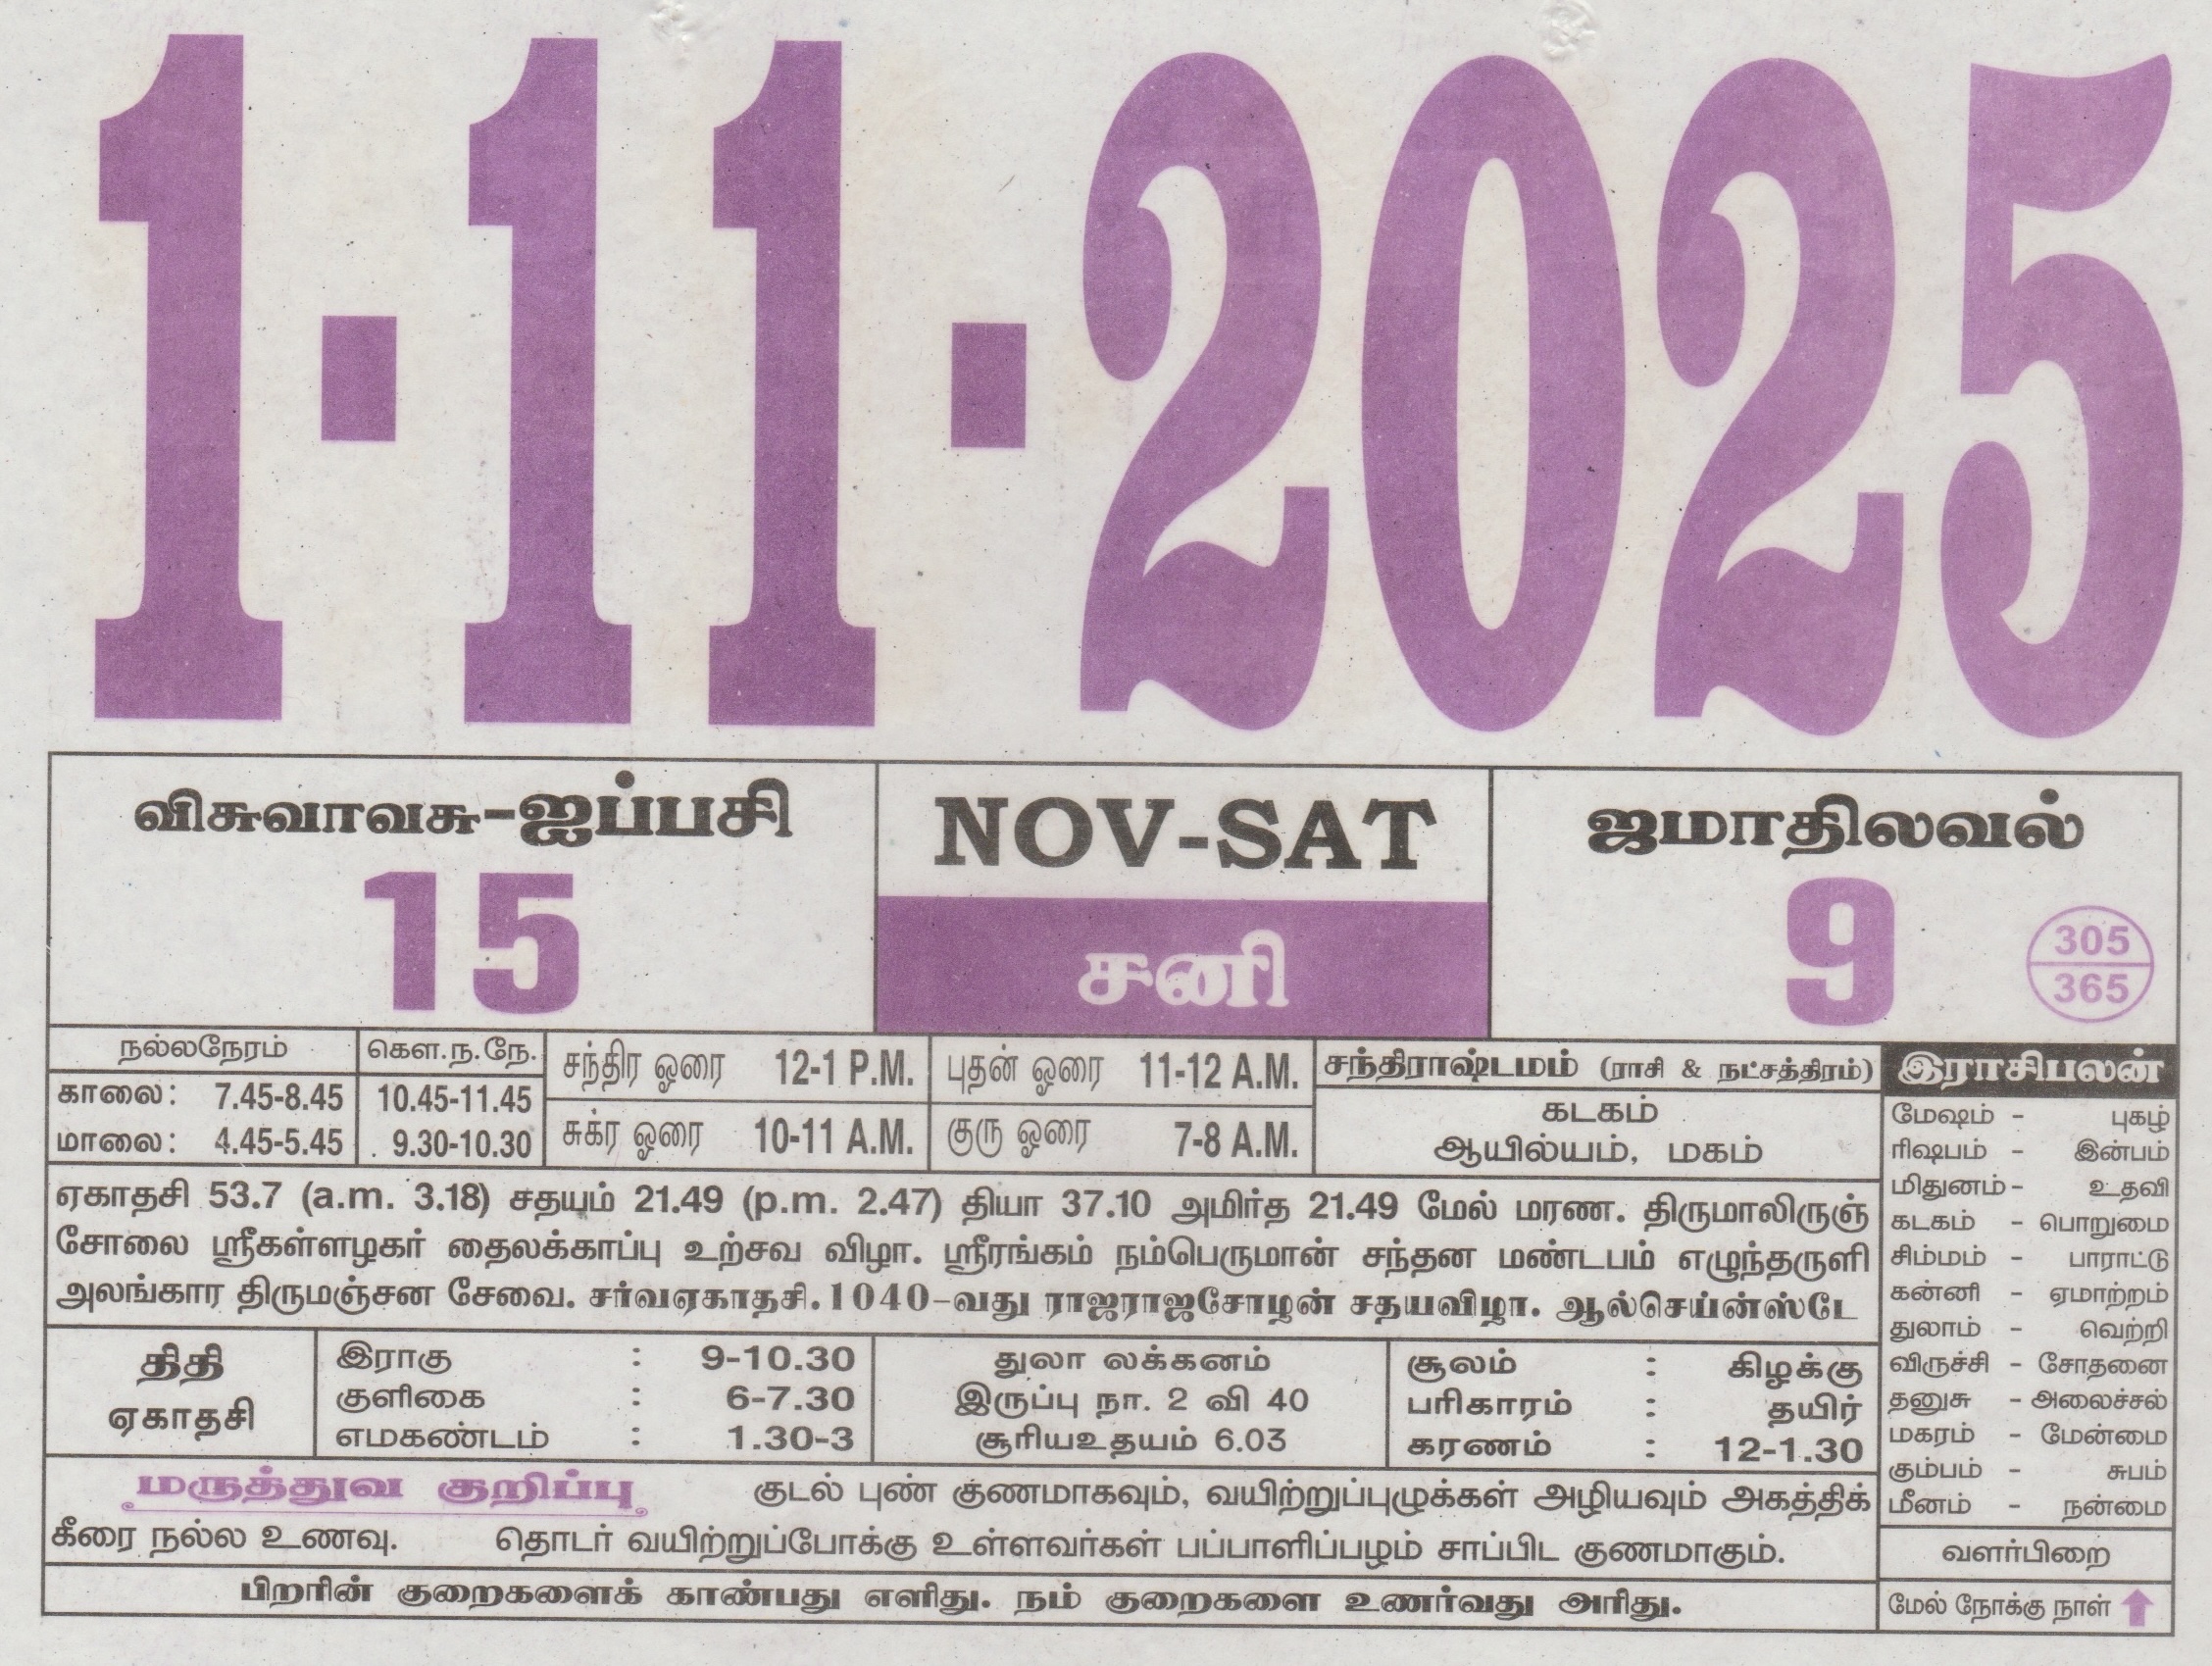 1-11-2025
விசுவாவசு-ஐப்பசி
15
NOV-SAT
சனி
ஜமாதிலவல்
9
305
365
நல்லநேரம்
காலை: 7.45-8.45
மாலை: 4.45-5.45
கௌ.ந.நே.
10.45-11.45
9.30-10.30
சந்திர ஓரை 12-1 P.M.
சுக்ர ஓரை 10-11 A.M.
புதன் ஓரை 11-12 A.M.
குரு ஓரை 7-8 A.M.
சந்திராஷ்டமம் (ராசி & நட்சத்திரம்)
கடகம்
ஆயில்யம், மகம்
ஏகாதசி 53.7 (a.m. 3.18) சதயம் 21.49 (p.m. 2.47) தியா 37.10 அமிர்த 21.49 மேல் மரண. திருமாலிருஞ்
சோலை ஸ்ரீகள்ளழகர் தைலக்காப்பு உற்சவ விழா. ஸ்ரீரங்கம் நம்பெருமான் சந்தன மண்டபம் எழுந்தருளி
அலங்கார திருமஞ்சன சேவை. சர்வஏகாதசி. 1040-வது ராஜராஜசோழன் சதயவிழா. ஆல்செய்ன்ஸ்டே
திதி
ஏகாதசி
இராகு : 9-10.30
குளிகை : 6-7.30
எமகண்டம் : 1.30-3
துலா லக்கனம்
இருப்பு நா. 2 வி 40
சூரியஉதயம் 6.03
சூலம் : கிழக்கு
பரிகாரம் : தயிர்
கரணம் : 12-1.30
மருத்துவ குறிப்பு குடல் புண் குணமாகவும், வயிற்றுப்புழுக்கள் அழியவும் அகத்திக்
கீரை நல்ல உணவு. தொடர் வயிற்றுப்போக்கு உள்ளவர்கள் பப்பாளிப்பழம் சாப்பிட குணமாகும்.
பிறரின் குறைகளைக் காண்பது எளிது. நம் குறைகளை உணர்வது அரிது.
இராசிபலன்
மேஷம் - புகழ்
ரிஷபம் - இன்பம்
மிதுனம் - உதவி
கடகம் - பொறுமை
சிம்மம் - பாராட்டு
கன்னி - ஏமாற்றம்
துலாம் - வெற்றி
விருச்சி - சோதனை
தனுசு - அலைச்சல்
மகரம் - மேன்மை
கும்பம் - சுபம்
மீனம் - நன்மை
வளர்பிறை
மேல் நோக்கு நாள்